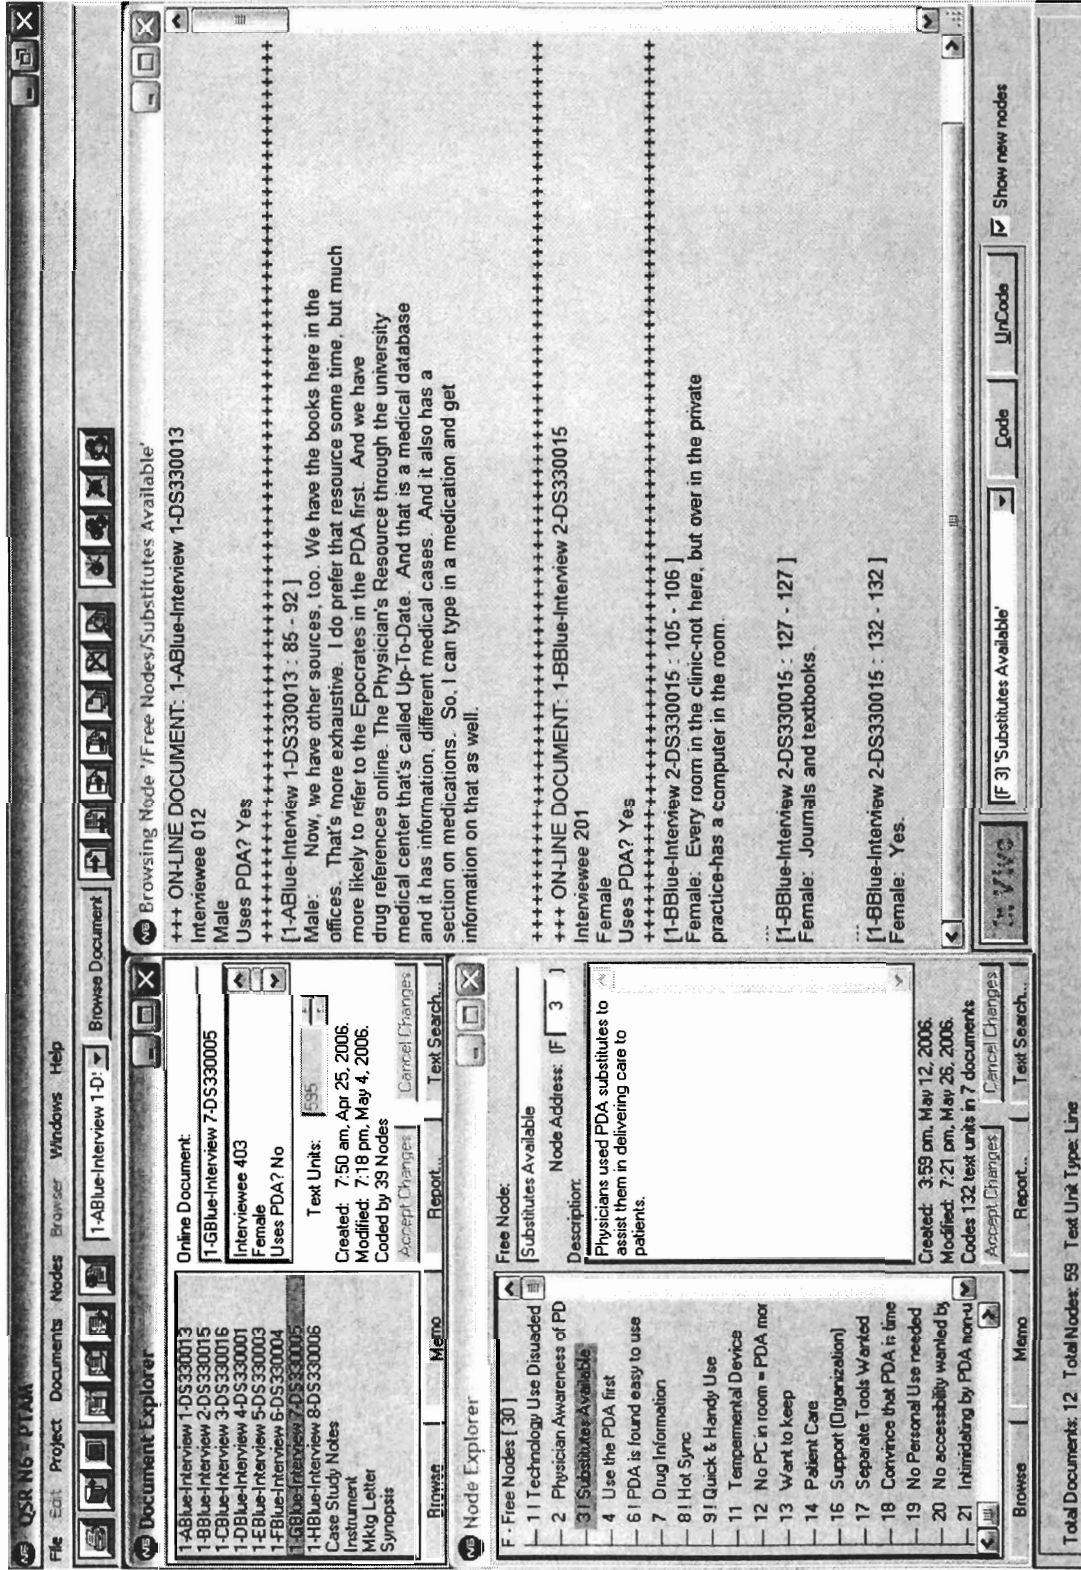 QSR N6 - PTAM
File Edit Project Documents Nodes Browser Windows Help
1-ABlue-Interview 1-D:
Browse Document
Document Explorer
1-ABlue-Interview 1-DS330013
1-BBlue-Interview 2-DS330015
1-CBlue-Interview 3-DS330016
1-DBlue-Interview 4-DS330001
1-EBlue-Interview 5-DS330003
1-FBlue-Interview 6-DS330004
1-GBlue-Interview 7-DS330005
1-HBlue-Interview 8-DS330006
Case Study Notes
Instrument
Mktg Letter
Synopsis
Online Document:
1-GBlue-Interview 7-DS330005
Interviewee 403
Female
Uses PDA? No
Text Units: 595
Created: 7:50 am, Apr 25, 2006.
Modified: 7:18 pm, May 4, 2006.
Coded by 39 Nodes
Accept Changes Cancel Changes
Browse Memo Report... Text Search...
Node Explorer
F - Free Nodes [ 30 ]
1 ! Technology Use Disuaded
2 Physician Awareness of PD
3 ! Substitutes Available
4 Use the PDA first
6 ! PDA is found easy to use
7 Drug Information
8 ! Hot Sync
9 ! Quick & Handy Use
11 Tempermental Device
12 No PC in room = PDA mor
13 Want to keep
14 Patient Care
16 Support (Organization)
17 Separate Tools Wanted
18 Convince that PDA n time
19 No Personal Use needed
20 No accessibility wanted by
21 Intimidating by PDA non-u
Free Node:
Substitutes Available
Node Address: (F 3 )
Description:
Physicians used PDA substitutes to
assist them in delivering care to
patients.
Created: 3:59 pm, May 12, 2006.
Modified: 7:21 pm, May 26, 2006.
Codes 132 text units in 7 documents
Accept Changes Cancel Changes
Browse Memo Report... Text Search...
Browsing Node '/Free Nodes/Substitutes Available'
+++ ON-LINE DOCUMENT: 1-ABlue-Interview 1-DS330013
Interviewee 012
Male
Uses PDA? Yes
++++++++++++++++++++++++++++++++++++++++++++++++++++++++++++++++
[1-ABlue-Interview 1-DS330013 : 85 - 92 ]
Male: Now, we have other sources, too. We have the books here in the
offices. That's more exhaustive. I do prefer that resource some time, but much
more likely to refer to the Epocrates in the PDA first. And we have
drug references online. The Physician's Resource through the university
medical center that's called Up-To-Date. And that is a medical database
and it has information, different medical cases. And it also has a
section on medications. So, I can type in a medication and get
information on that as well.
++++++++++++++++++++++++++++++++++++++++++++++++++++++++++++++++
+++ ON-LINE DOCUMENT: 1-BBlue-Interview 2-DS330015
Interviewee 201
Female
Uses PDA? Yes
++++++++++++++++++++++++++++++++++++++++++++++++++++++++++++++++
[1-BBlue-Interview 2-DS330015 : 105 - 106 ]
Female: Every room in the clinic-not here, but over in the private
practice-has a computer in the room.
...
[1-BBlue-Interview 2-DS330015 : 127 - 127 ]
Female: Journals and textbooks.
...
[1-BBlue-Interview 2-DS330015 : 132 - 132 ]
Female: Yes.
In Vivo
(F 3) 'Substitutes Available'
Code
UnCode
Show new nodes
Total Documents: 12 Total Nodes: 59 Text Unit Type: Line